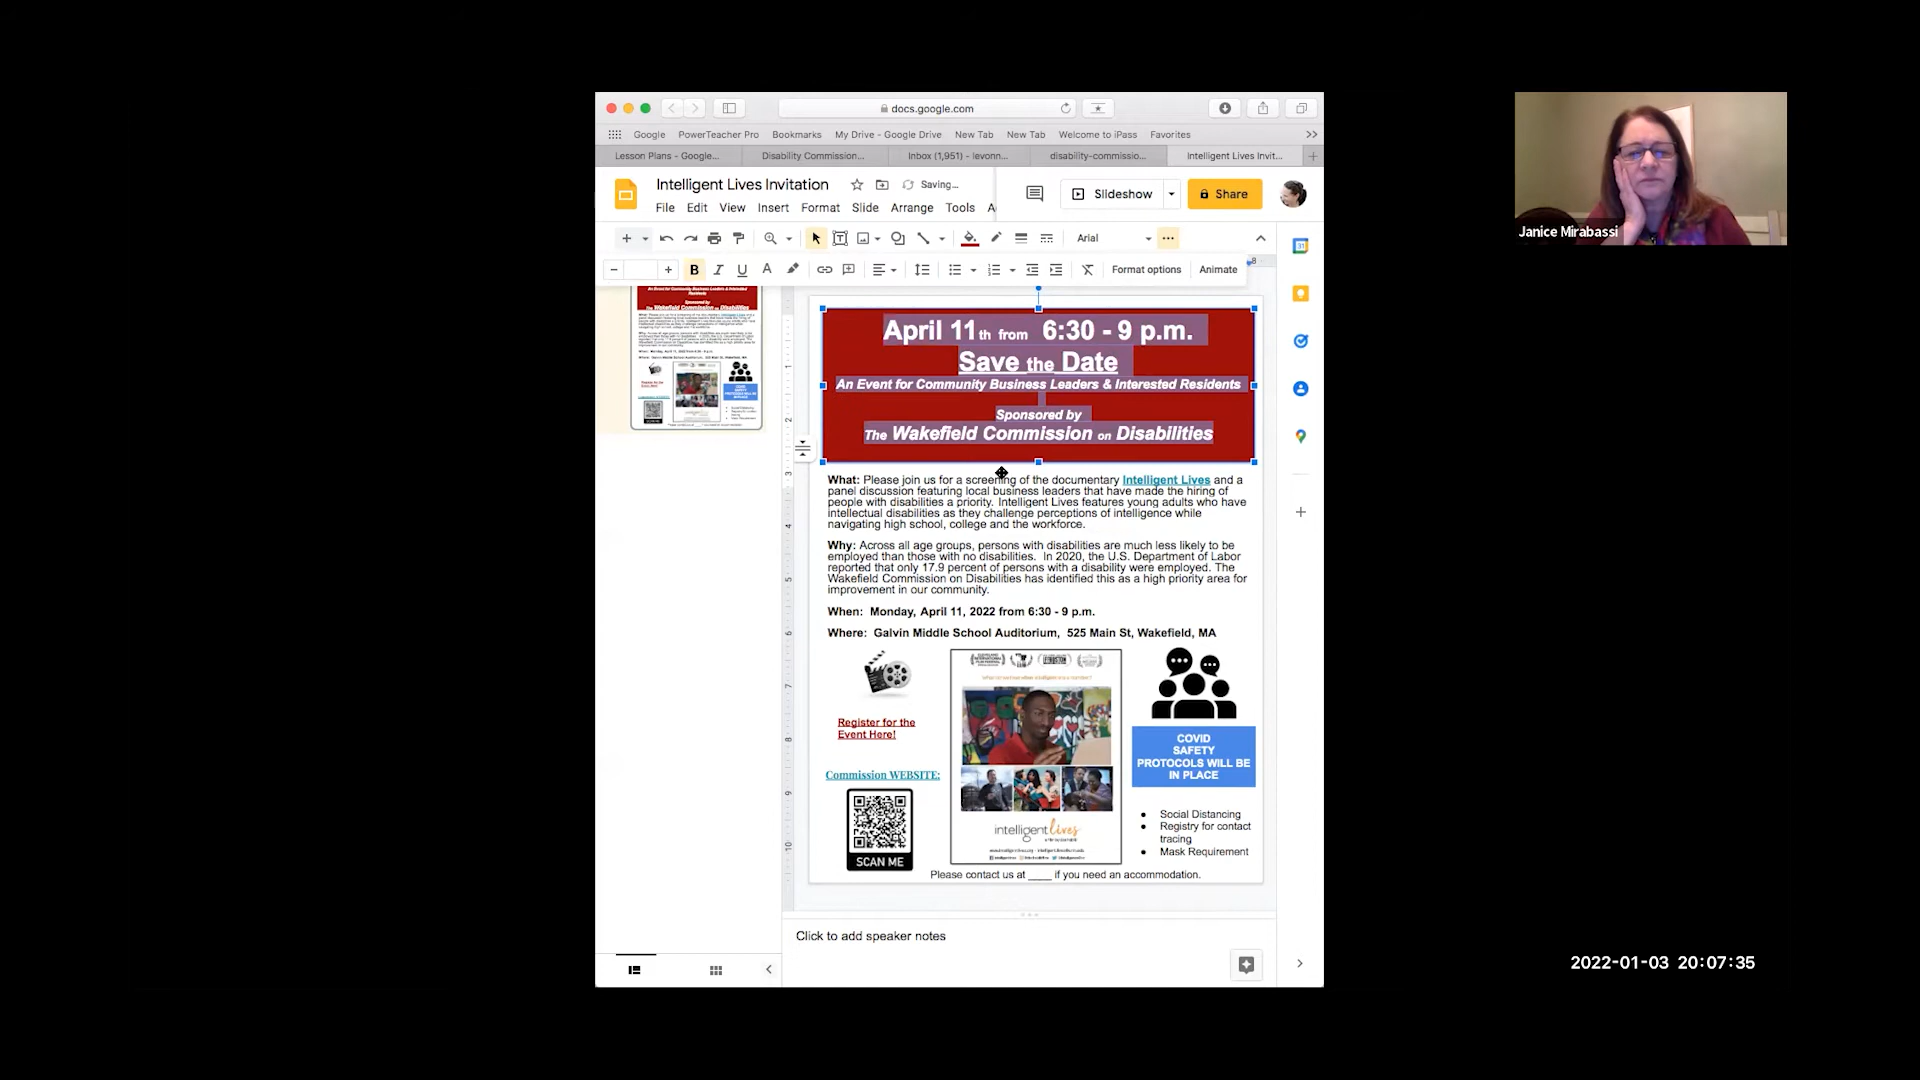 docs.google.com
Google PowerTeacher Pro Bookmarks My Drive - Google Drive New Tab New Tab Welcome to iPass Favorites
Lesson Plans - Google... Disability Commission... Inbox (1,951) - levonn... disability-commissio... Intelligent Lives Invit...
Intelligent Lives Invitation Saving...
Slideshow Share
File Edit View Insert Format Slide Arrange Tools A
Arial
B I U A Format options Animate
April 11th from 6:30 - 9 p.m.
Save the Date
An Event for Community Business Leaders & Interested Residents
Sponsored by
The Wakefield Commission on Disabilities
What: Please join us for a screening of the documentary Intelligent Lives and a
panel discussion featuring local business leaders that have made the hiring of
people with disabilities a priority. Intelligent Lives features young adults who have
intellectual disabilities as they challenge perceptions of intelligence while
navigating high school, college and the workforce.
Why: Across all age groups, persons with disabilities are much less likely to be
employed than those with no disabilities. In 2020, the U.S. Department of Labor
reported that only 17.9 percent of persons with a disability were employed. The
Wakefield Commission on Disabilities has identified this as a high priority area for
improvement in our community.
When: Monday, April 11, 2022 from 6:30 - 9 p.m.
Where: Galvin Middle School Auditorium, 525 Main St, Wakefield, MA
Register for the
Event Here!
Commission WEBSITE:
SCAN ME
intelligent lives
COVID
SAFETY
PROTOCOLS WILL BE
IN PLACE
• Social Distancing
• Registry for contact
tracing
• Mask Requirement
Please contact us at ____ if you need an accommodation.
Click to add speaker notes
Janice Mirabassi
2022-01-03 20:07:35